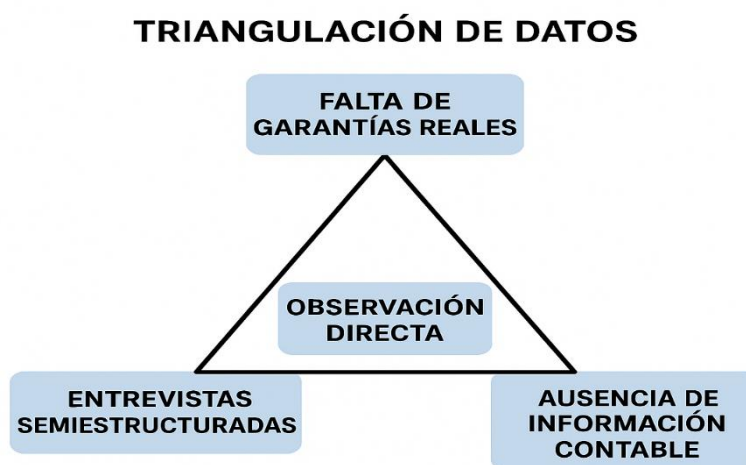 TRIANGULACIÓN DE DATOS
FALTA DE
GARANTÍAS REALES
OBSERVACIÓN
DIRECTA
ENTREVISTAS
SEMIESTRUCTURADAS
AUSENCIA DE
INFORMACIÓN
CONTABLE